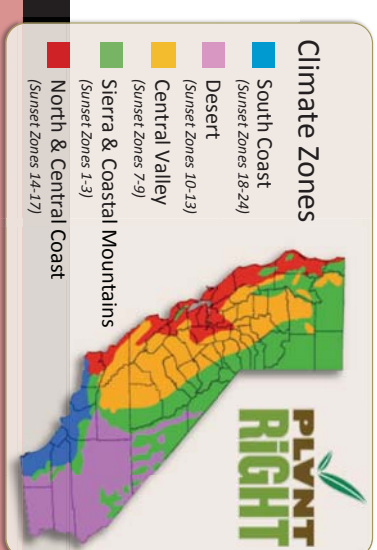 Climate Zones
South Coast
(Sunset Zones 18-24)
Desert
(Sunset Zones 10-13)
Central Valley
(Sunset Zones 7-9)
Sierra & Coastal Mountains
(Sunset Zones 1-3)
North & Central Coast
(Sunset Zones 14-17)
PLANT
RiGHT